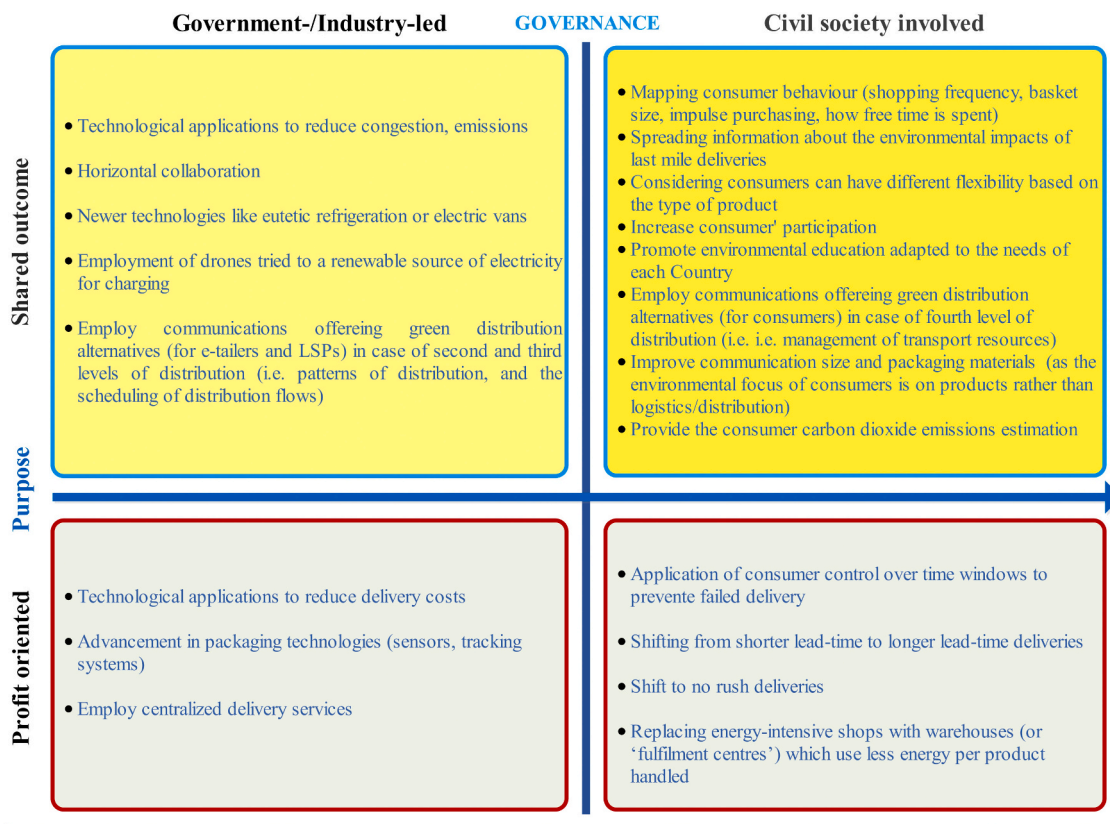 Government-/Industry-led
GOVERNANCE
Civil society involved
Shared outcome
• Technological applications to reduce congestion, emissions
• Horizontal collaboration
• Newer technologies like eutetic refrigeration or electric vans
• Employment of drones tried to a renewable source of electricity
for charging
• Employ communications offereing green distribution
alternatives (for e-tailers and LSPs) in case of second and third
levels of distribution (i.e. patterns of distribution, and the
scheduling of distribution flows)
• Mapping consumer behaviour (shopping frequency, basket
size, impulse purchasing, how free time is spent)
• Spreading information about the environmental impacts of
last mile deliveries
• Considering consumers can have different flexibility based on
the type of product
• Increase consumer' participation
• Promote environmental education adapted to the needs of
each Country
• Employ communications offereing green distribution
alternatives (for consumers) in case of fourth level of
distribution (i.e. i.e. management of transport resources)
• Improve communication size and packaging materials (as the
environmental focus of consumers is on products rather than
logistics/distribution)
• Provide the consumer carbon dioxide emissions estimation
Purpose
Profit oriented
• Technological applications to reduce delivery costs
• Advancement in packaging technologies (sensors, tracking
systems)
• Employ centralized delivery services
• Application of consumer control over time windows to
prevente failed delivery
• Shifting from shorter lead-time to longer lead-time deliveries
• Shift to no rush deliveries
• Replacing energy-intensive shops with warehouses (or
‘fulfilment centres’) which use less energy per product
handled